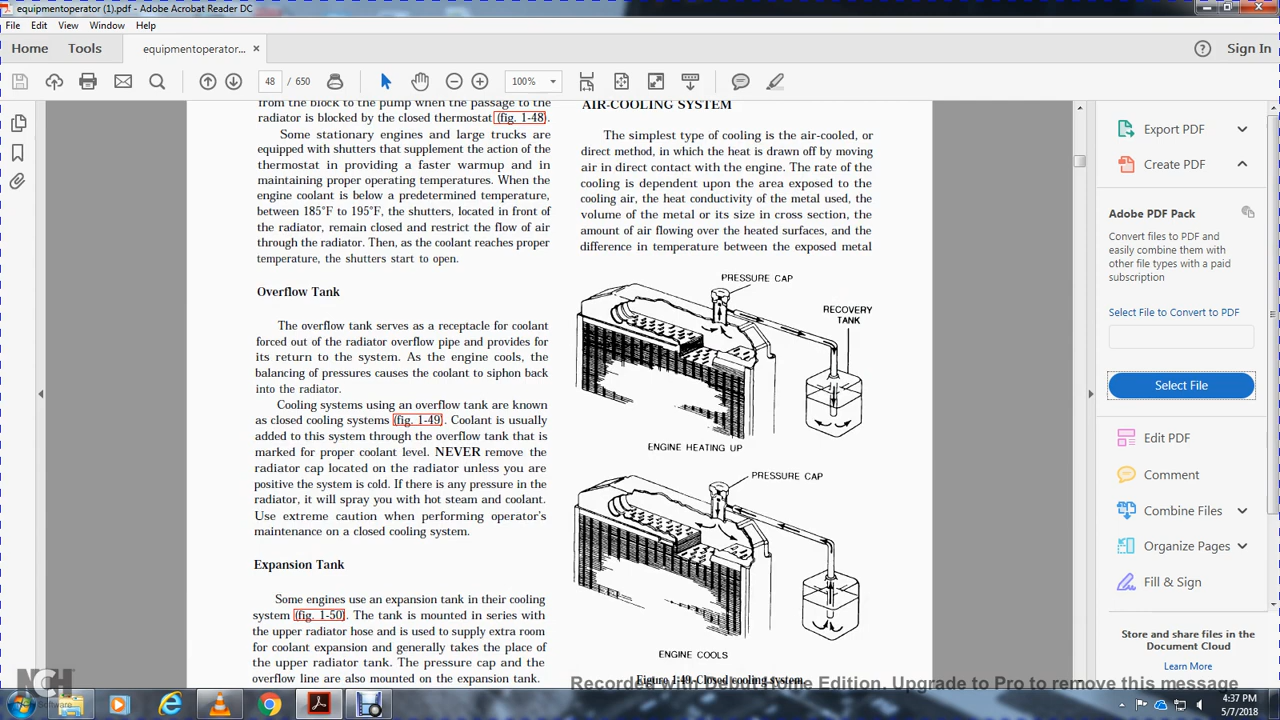 equipmentoperator (1).pdf - Adobe Acrobat Reader DC
File Edit View Window Help
Home Tools equipmentoperator... × Sign In
48 / 650 100%
from the block to the pump when the passage to the
radiator is blocked by the closed thermostat (fig. 1-48).
Some stationary engines and large trucks are
equipped with shutters that supplement the action of the
thermostat in providing a faster warmup and in
maintaining proper operating temperatures. When the
engine coolant is below a predetermined temperature,
between 185°F to 195°F, the shutters, located in front of
the radiator, remain closed and restrict the flow of air
through the radiator. Then, as the coolant reaches proper
temperature, the shutters start to open.
Overflow Tank
The overflow tank serves as a receptacle for coolant
forced out of the radiator overflow pipe and provides for
its return to the system. As the engine cools, the
balancing of pressures causes the coolant to siphon back
into the radiator.
Cooling systems using an overflow tank are known
as closed cooling systems (fig. 1-49). Coolant is usually
added to this system through the overflow tank that is
marked for proper coolant level. NEVER remove the
radiator cap located on the radiator unless you are
positive the system is cold. If there is any pressure in the
radiator, it will spray you with hot steam and coolant.
Use extreme caution when performing operator's
maintenance on a closed cooling system.
Expansion Tank
Some engines use an expansion tank in their cooling
system (fig. 1-50). The tank is mounted in series with
the upper radiator hose and is used to supply extra room
for coolant expansion and generally takes the place of
the upper radiator tank. The pressure cap and the
overflow line are also mounted on the expansion tank.
AIR-COOLING SYSTEM
The simplest type of cooling is the air-cooled, or
direct method, in which the heat is drawn off by moving
air in direct contact with the engine. The rate of the
cooling is dependent upon the area exposed to the
cooling air, the heat conductivity of the metal used, the
volume of the metal or its size in cross section, the
amount of air flowing over the heated surfaces, and the
difference in temperature between the exposed metal
PRESSURE CAP
RECOVERY
TANK
ENGINE HEATING UP
PRESSURE CAP
ENGINE COOLS
Figure 1-49. Closed cooling system.
Export PDF
Create PDF
Adobe PDF Pack
Convert files to PDF and
easily combine them with
other file types with a paid
subscription
Select File to Convert to PDF
Select File
Edit PDF
Comment
Combine Files
Organize Pages
Fill & Sign
Store and share files in the
Document Cloud
Learn More
NCH
Software
Recorded with Debut Home Edition. Upgrade to Pro to remove this message
4:37 PM
5/7/2018